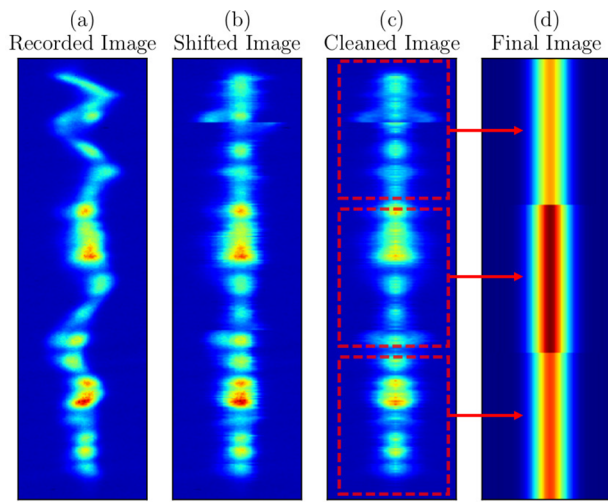 (a)
Recorded Image
(b)
Shifted Image
(c)
Cleaned Image
(d)
Final Image